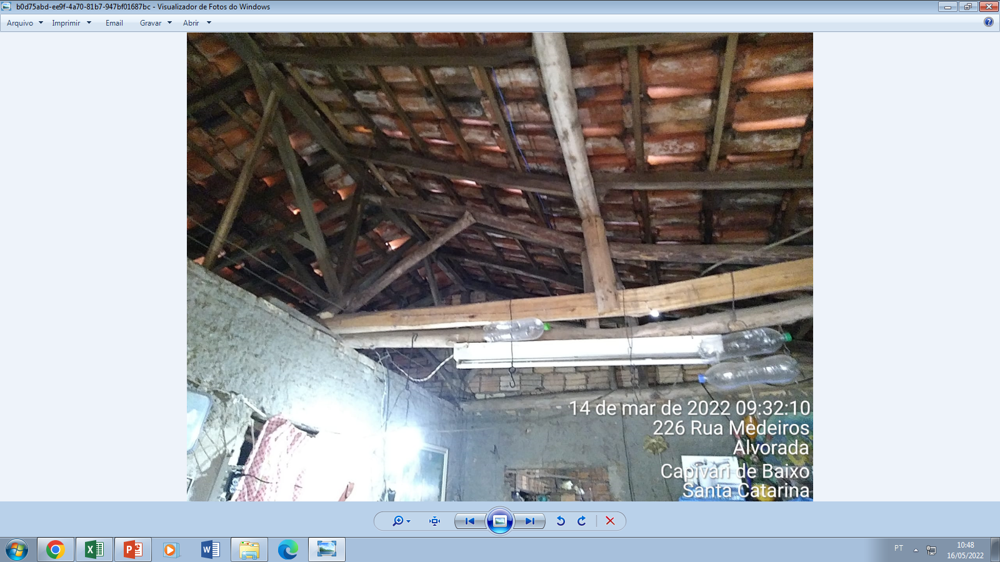 b0d75abd-ee9f-4a70-81b7-947bf01687bc - Visualizador de Fotos do Windows
Arquivo Imprimir Email Gravar Abrir
14 de mar de 2022 09:32:10
226 Rua Medeiros
Alvorada
Capivari de Baixo
Santa Catarina
PT
10:48
16/05/2022